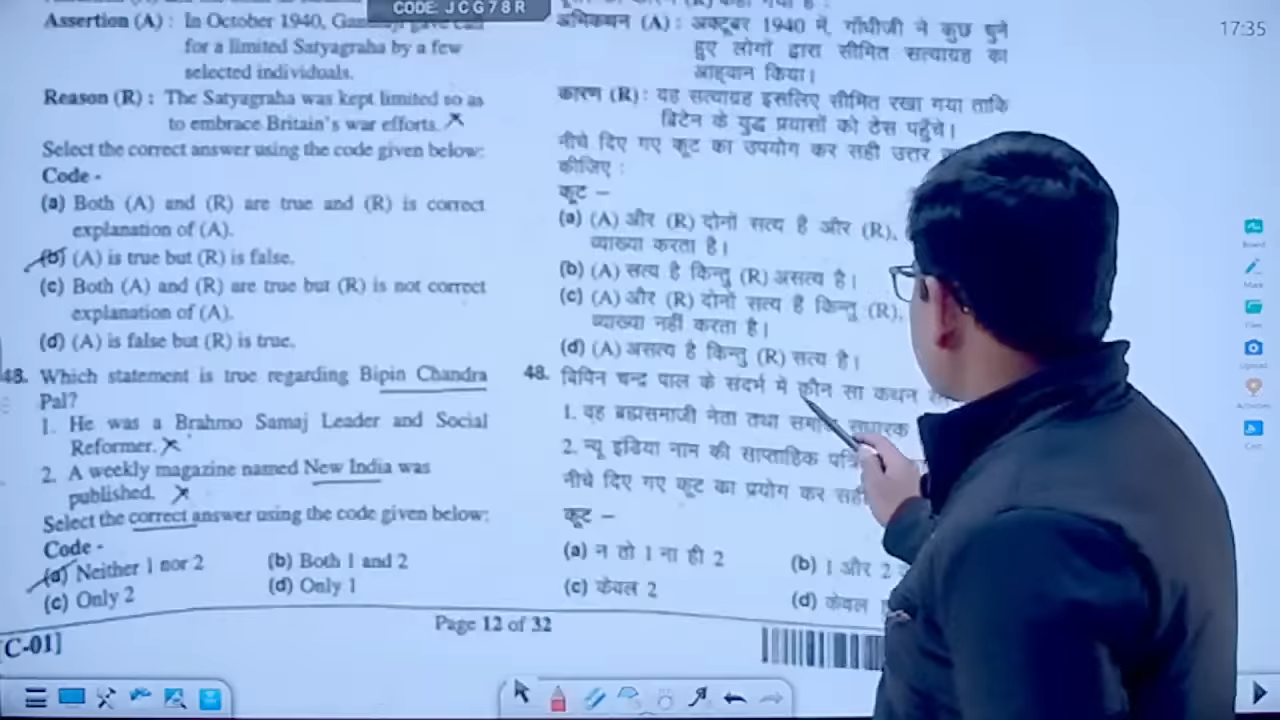 CODE: JCG78R
17:35
Assertion (A) : In October 1940,
for a limited Satyagraha by a few
selected individuals.
Reason (R) : The Satyagraha was kept limited so as
to embrace Britain's war efforts.
Select the correct answer using the code given below:
Code -
(a) Both (A) and (R) are true and (R) is correct
explanation of (A).
(b) (A) is true but (R) is false.
(c) Both (A) and (R) are true but (R) is not correct
explanation of (A).
(d) (A) is false but (R) is true.
48. Which statement is true regarding Bipin Chandra
Pal?
1. He was a Brahmo Samaj Leader and Social
Reformer.
2. A weekly magazine named New India was
published.
Select the correct answer using the code given below:
Code -
(a) Neither 1 nor 2 (b) Both 1 and 2
(c) Only 2 (d) Only 1
अभिकथन (A) : अक्टूबर 1940 में, गाँधीजी ने कुछ चुने
हुए लोगों द्वारा सीमित सत्याग्रह का
आह्वान किया।
कारण (R) : यह सत्याग्रह इसलिए सीमित रखा गया ताकि
ब्रिटेन के युद्ध प्रयासों को ठेस पहुँचे।
नीचे दिए गए कूट का उपयोग कर सही उत्तर
कीजिए :
कूट –
(a) (A) और (R) दोनों सत्य है और (R),
व्याख्या करता है।
(b) (A) सत्य है किन्तु (R) असत्य है।
(c) (A) और (R) दोनों सत्य हैं किन्तु (R),
व्याख्या नहीं करता है।
(d) (A) असत्य है किन्तु (R) सत्य है।
48. बिपिन चन्द्र पाल के संदर्भ में कौन सा कथन
1. वह ब्रह्मसमाजी नेता तथा
2. न्यू इंडिया नाम की साप्ताहिक
नीचे दिए गए कूट का प्रयोग कर सही
कूट –
(a) न तो 1 ना ही 2 (b) 1 और 2
(c) केवल 2 (d) केवल
Page 12 of 32
C-01]